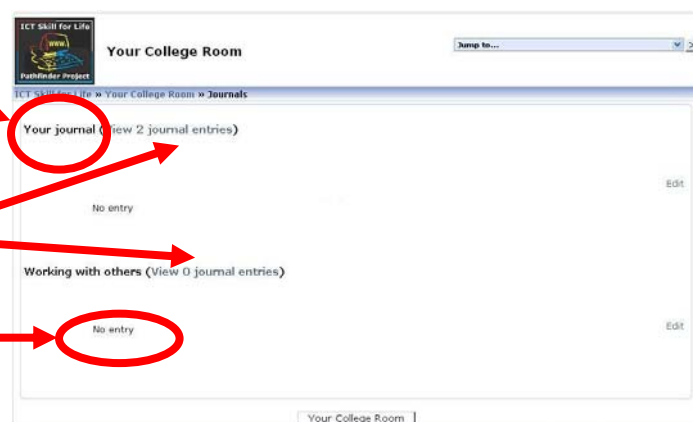 ICT Skill for Life
www.
Pathfinder Project
Your College Room
Jump to...
ICT Skill for Life » Your College Room » Journals
Your journal (View 2 journal entries)
Edit
No entry
Working with others (View 0 journal entries)
No entry
Edit
Your College Room